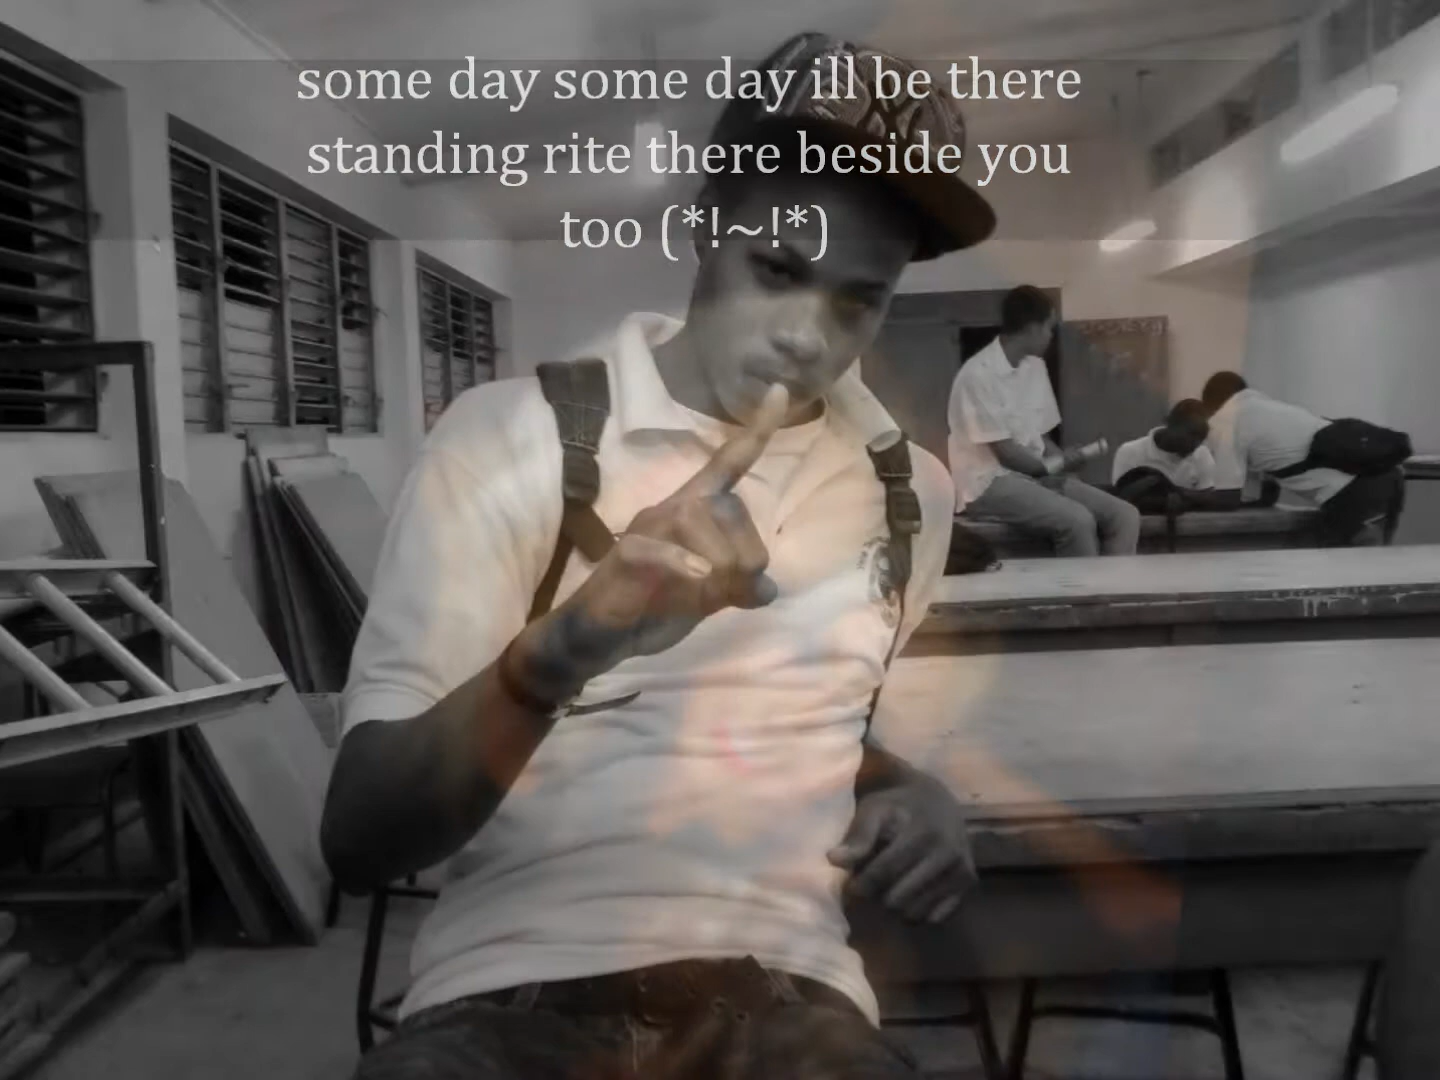 some day some day ill be there
standing rite there beside you
too (*!~!*)